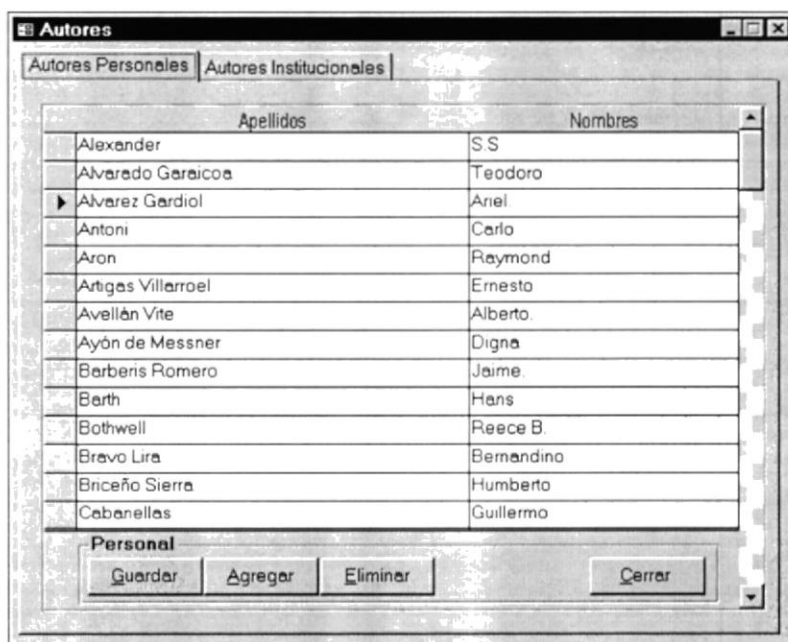 Autores
Autores Personales Autores Institucionales
Apellidos Nombres
Alexander S.S
Alvarado Garaicoa Teodoro
Alvarez Gardiol Ariel.
Antoni Carlo
Aron Raymond
Artigas Villarroel Ernesto
Avellán Vite Alberto.
Ayón de Messner Digna
Barberis Romero Jaime.
Barth Hans
Bothwell Reece B.
Bravo Lira Bernandino
Briceño Sierra Humberto
Cabanellas Guillermo
Personal
Guardar Agregar Eliminar Cerrar